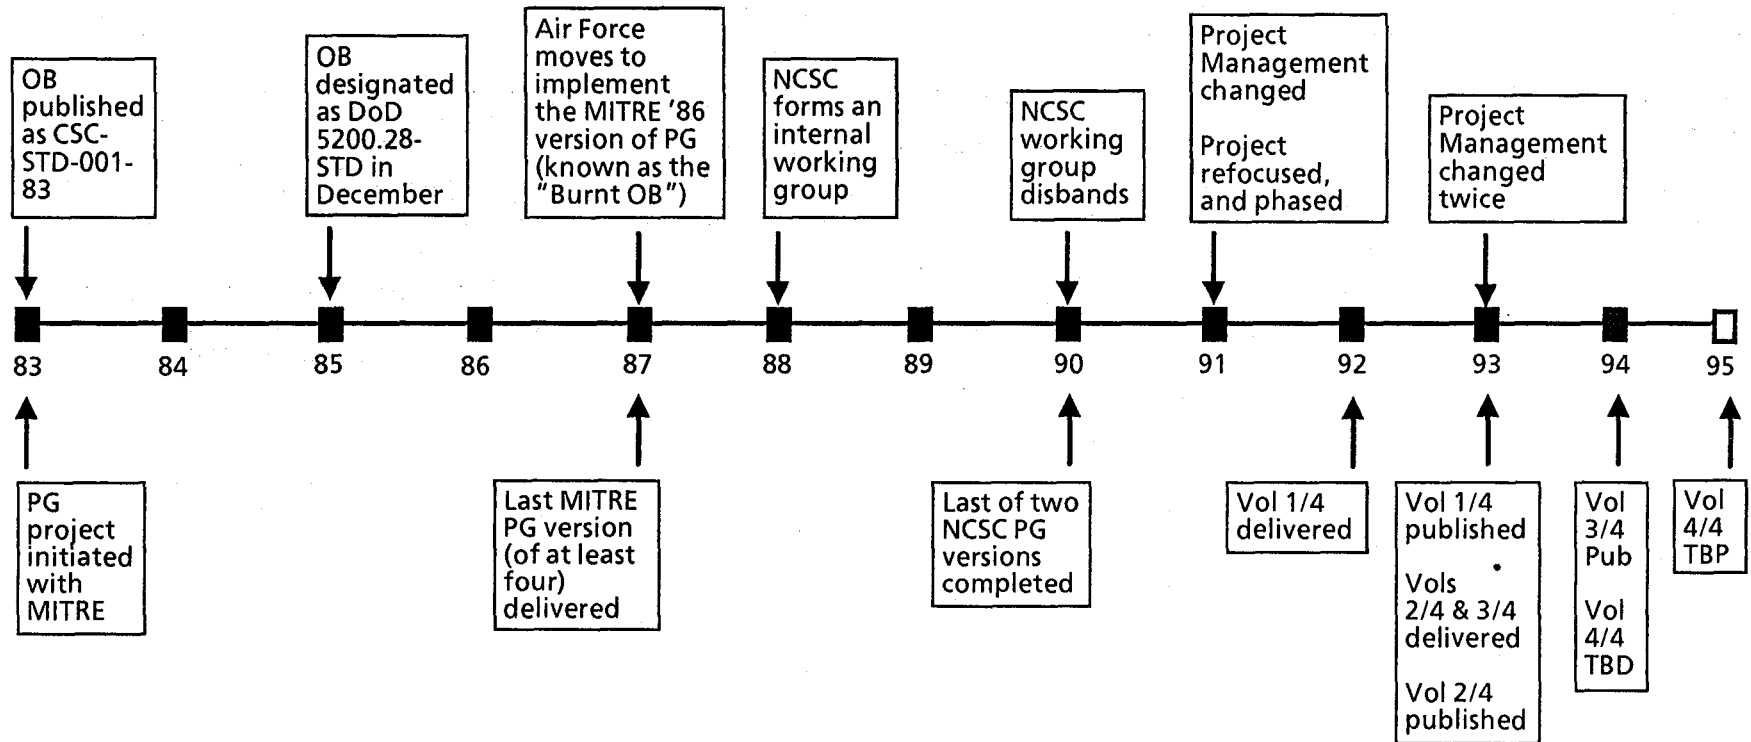 OB
published
as CSC-
STD-001-
83
OB
designated
as DoD
5200.28-
STD in
December
Air Force
moves to
implement
the MITRE '86
version of PG
(known as the
"Burnt OB")
NCSC
forms an
internal
working
group
NCSC
working
group
disbands
Project
Management
changed
Project
refocused,
and phased
Project
Management
changed
twice
83
84
85
86
87
88
89
90
91
92
93
94
95
PG
project
initiated
with
MITRE
Last MITRE
PG version
(of at least
four)
delivered
Last of two
NCSC PG
versions
completed
Vol 1/4
delivered
Vol 1/4
published
Vols
2/4 & 3/4
delivered
Vol 2/4
published
Vol
3/4
Pub
Vol
4/4
TBD
Vol
4/4
TBP